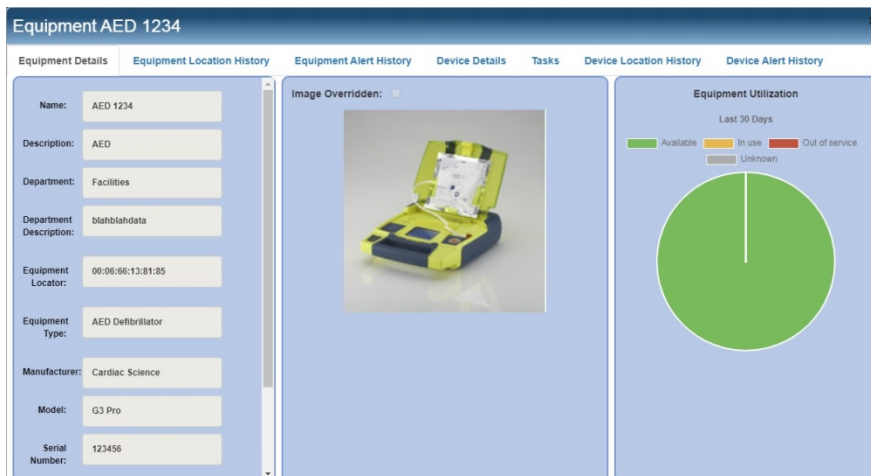 Equipment AED 1234
Equipment Details Equipment Location History Equipment Alert History Device Details Tasks Device Location History Device Alert History
Name: AED 1234
Description: AED
Department: Facilities
Department Description: blahblahdata
Equipment Locator: 00:06:66:13:81:85
Equipment Type: AED Defibrillator
Manufacturer: Cardiac Science
Model: G3 Pro
Serial Number: 123456
Image Overridden:
Equipment Utilization
Last 30 Days
Available In use Out of service
Unknown